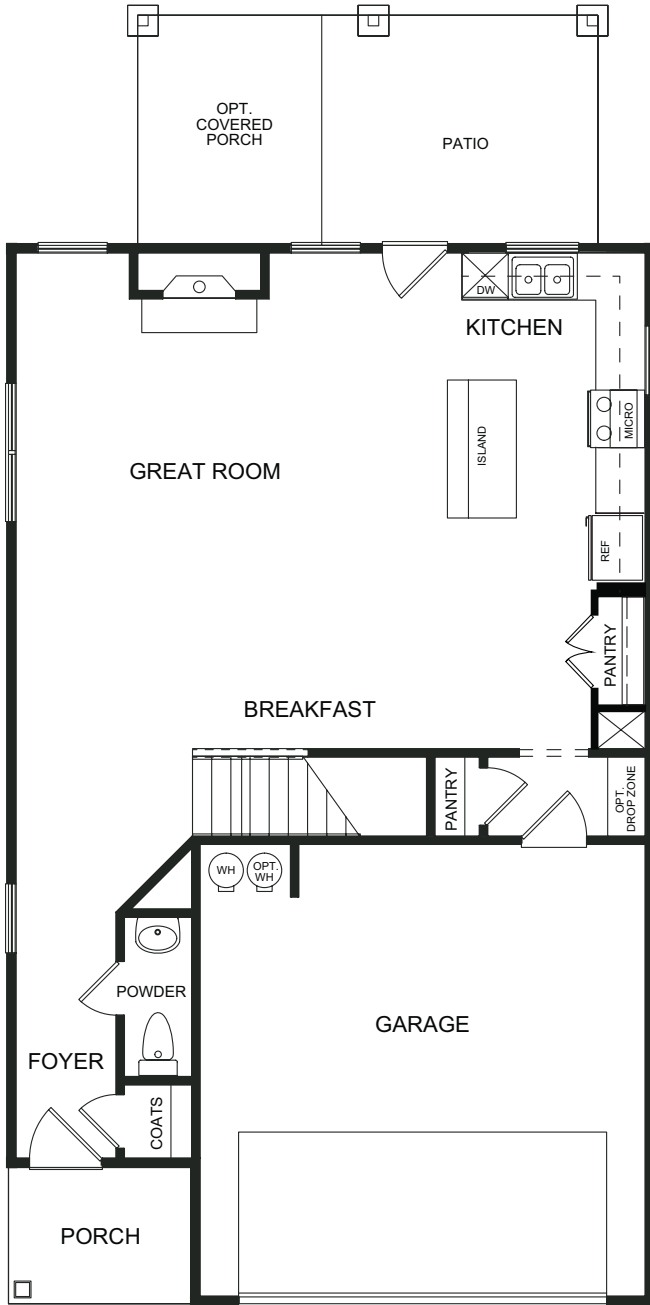 OPT.
COVERED
PORCH
PATIO
DW
KITCHEN
MICRO
ISLAND
GREAT ROOM
REF
PANTRY
BREAKFAST
PANTRY
OPT.
DROP ZONE
WH
OPT.
WH
POWDER
GARAGE
FOYER
COATS
PORCH